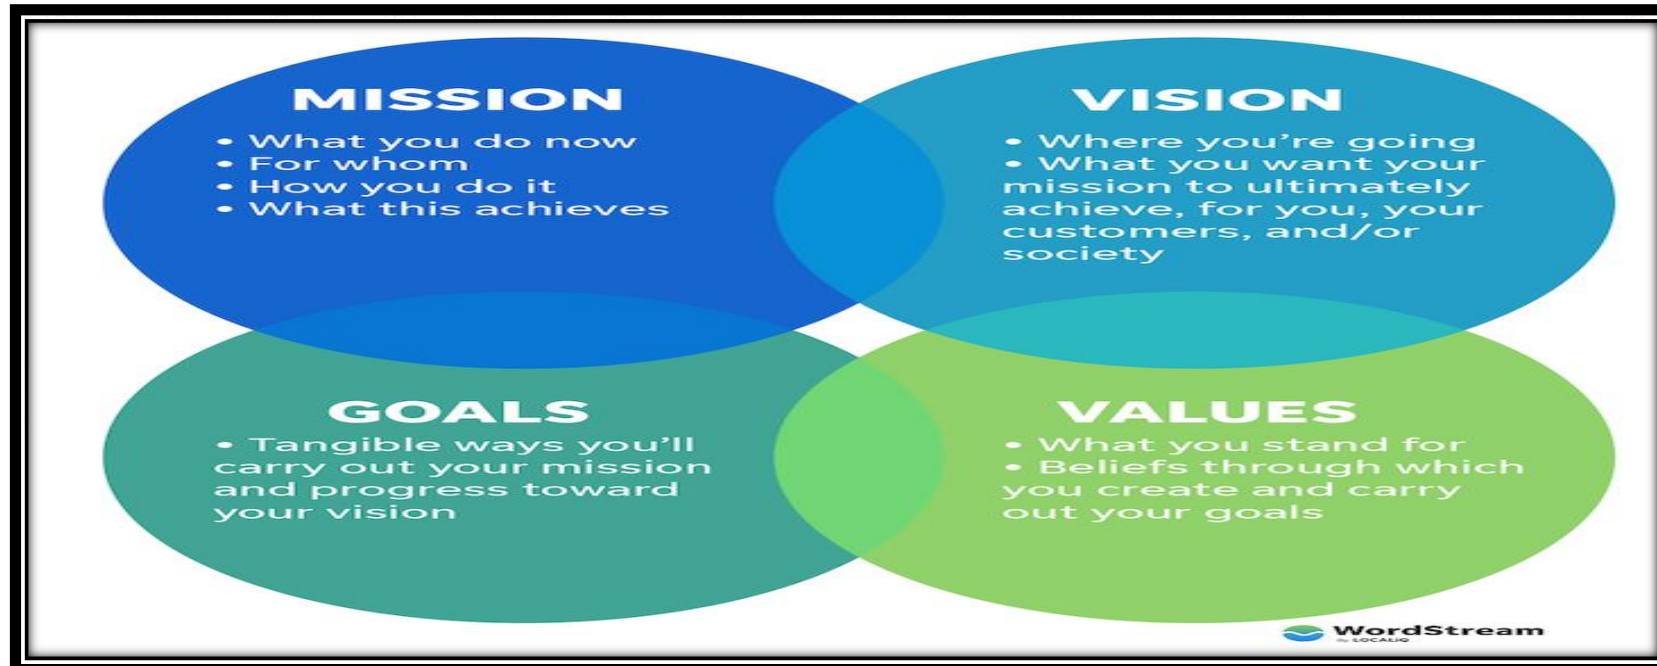 MISSION
• What you do now
• For whom
• How you do it
• What this achieves
VISION
• Where you’re going
• What you want your
mission to ultimately
achieve, for you, your
customers, and/or
society
GOALS
• Tangible ways you’ll
carry out your mission
and progress toward
your vision
VALUES
• What you stand for
• Beliefs through which
you create and carry
out your goals
WordStream
By LOCALiQ